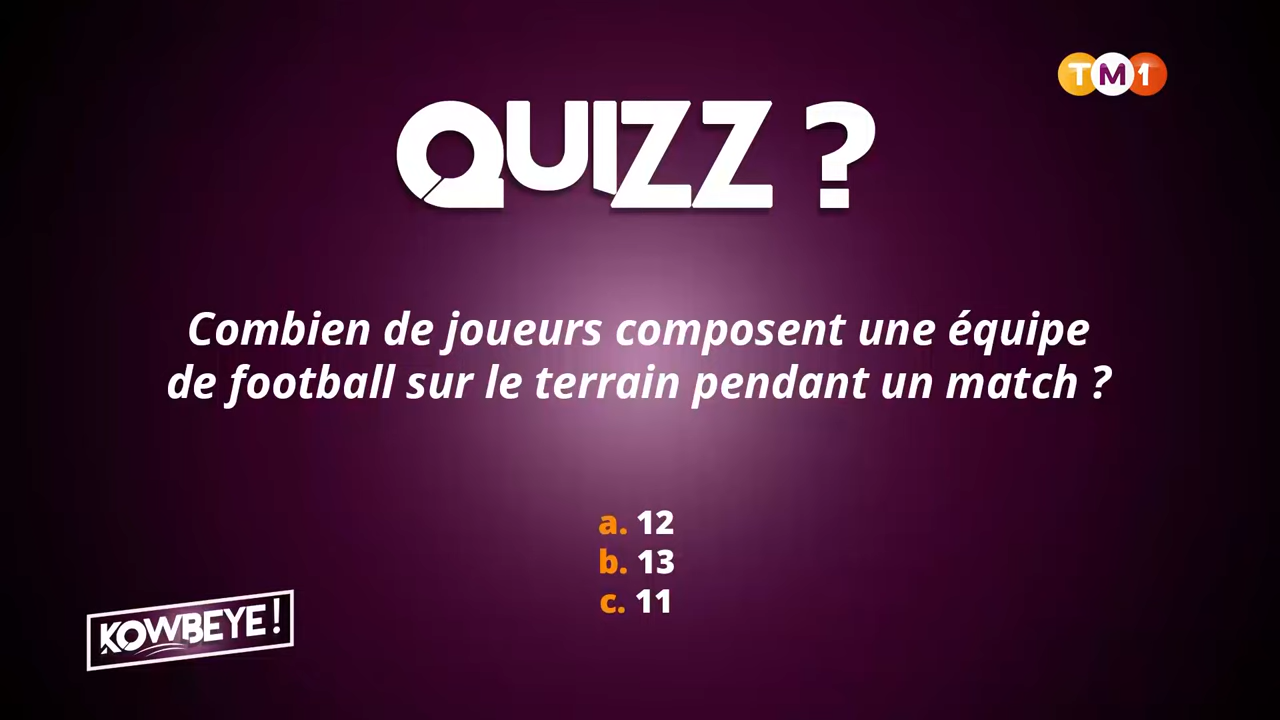 TM1
QUIZZ ?
Combien de joueurs composent une équipe
de football sur le terrain pendant un match ?
a. 12
b. 13
c. 11
KOWBEYE !